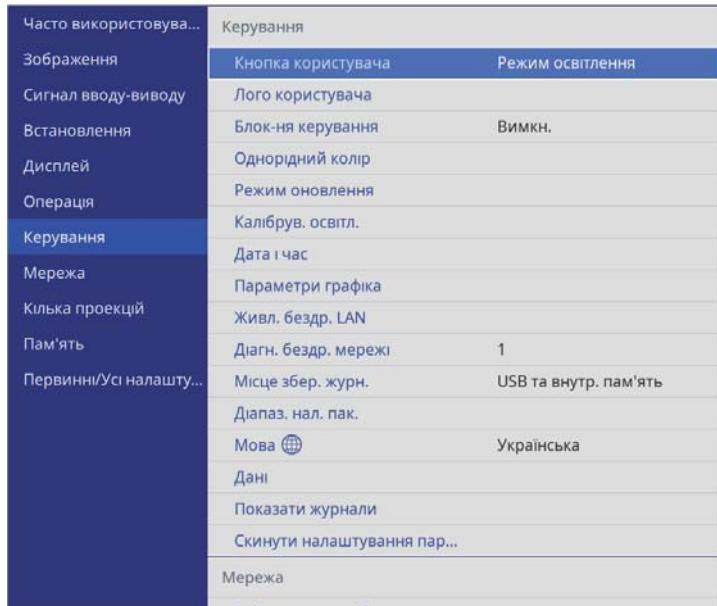 Часто використовува...
Зображення
Сигнал вводу-виводу
Встановлення
Дисплей
Операція
Керування
Мережа
Кілька проекцій
Пам'ять
Первинні/Усі налашту...
Керування
Кнопка користувача Режим освітлення
Лого користувача
Блок-ня керування Вимкн.
Однорідний колір
Режим оновлення
Калібрув. освітл.
Дата і час
Параметри графіка
Живл. бездр. LAN
Діагн. бездр. мережі 1
Місце збер. журн. USB та внутр. пам'ять
Діапаз. нал. пак.
Мова Українська
Дані
Показати журнали
Скинути налаштування пар...
Мережа